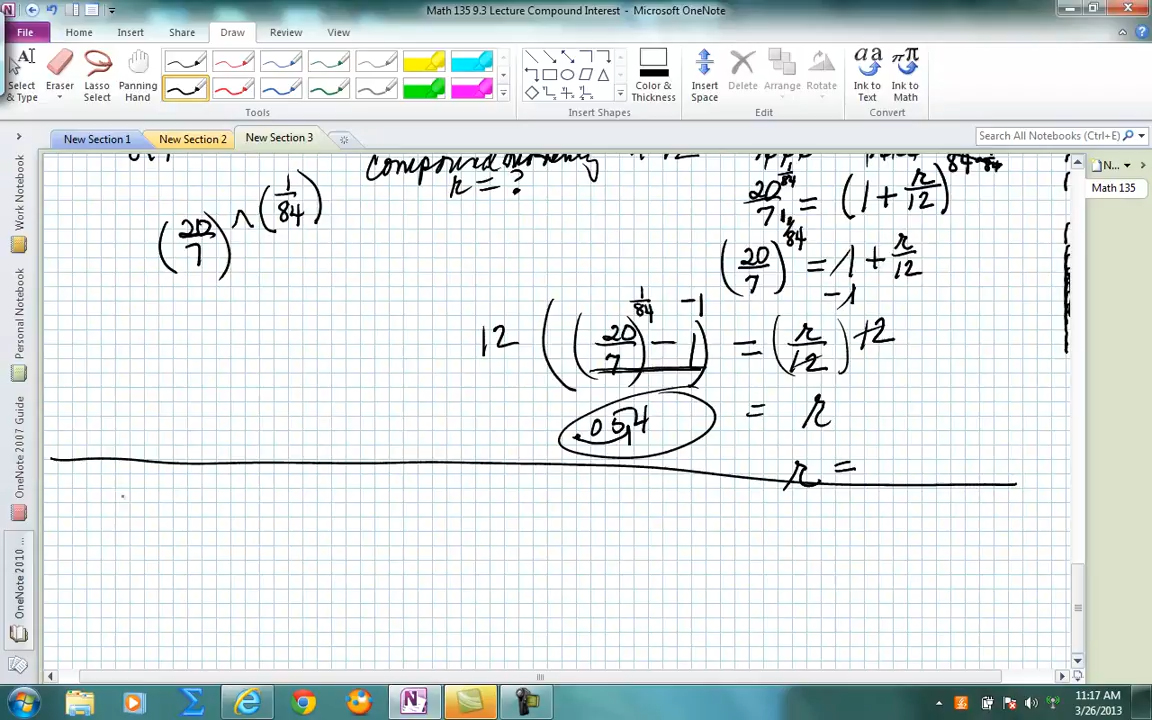 Math 135 9.3 Lecture Compound Interest - Microsoft OneNote
File Home Insert Share Draw Review View
Select & Type
Eraser
Lasso Select
Panning Hand
Color & Thickness
Insert Space
Delete
Arrange
Rotate
Ink to Text
Ink to Math
Tools
Insert Shapes
Edit
Convert
New Section 1 New Section 2 New Section 3
Search All Notebooks (Ctrl+E)
N...
Math 135
Work Notebook
Personal Notebook
OneNote 2007 Guide
OneNote 2010 ...
r = ?
(20/7)^(1/84)
20/7 = (1 + r/12)
(20/7)^1/84 = 1 + r/12
-1
-1
12 ((20/7)^1/84 - 1) = (r/12) 12
.054 = r
r =
11:17 AM
3/26/2013